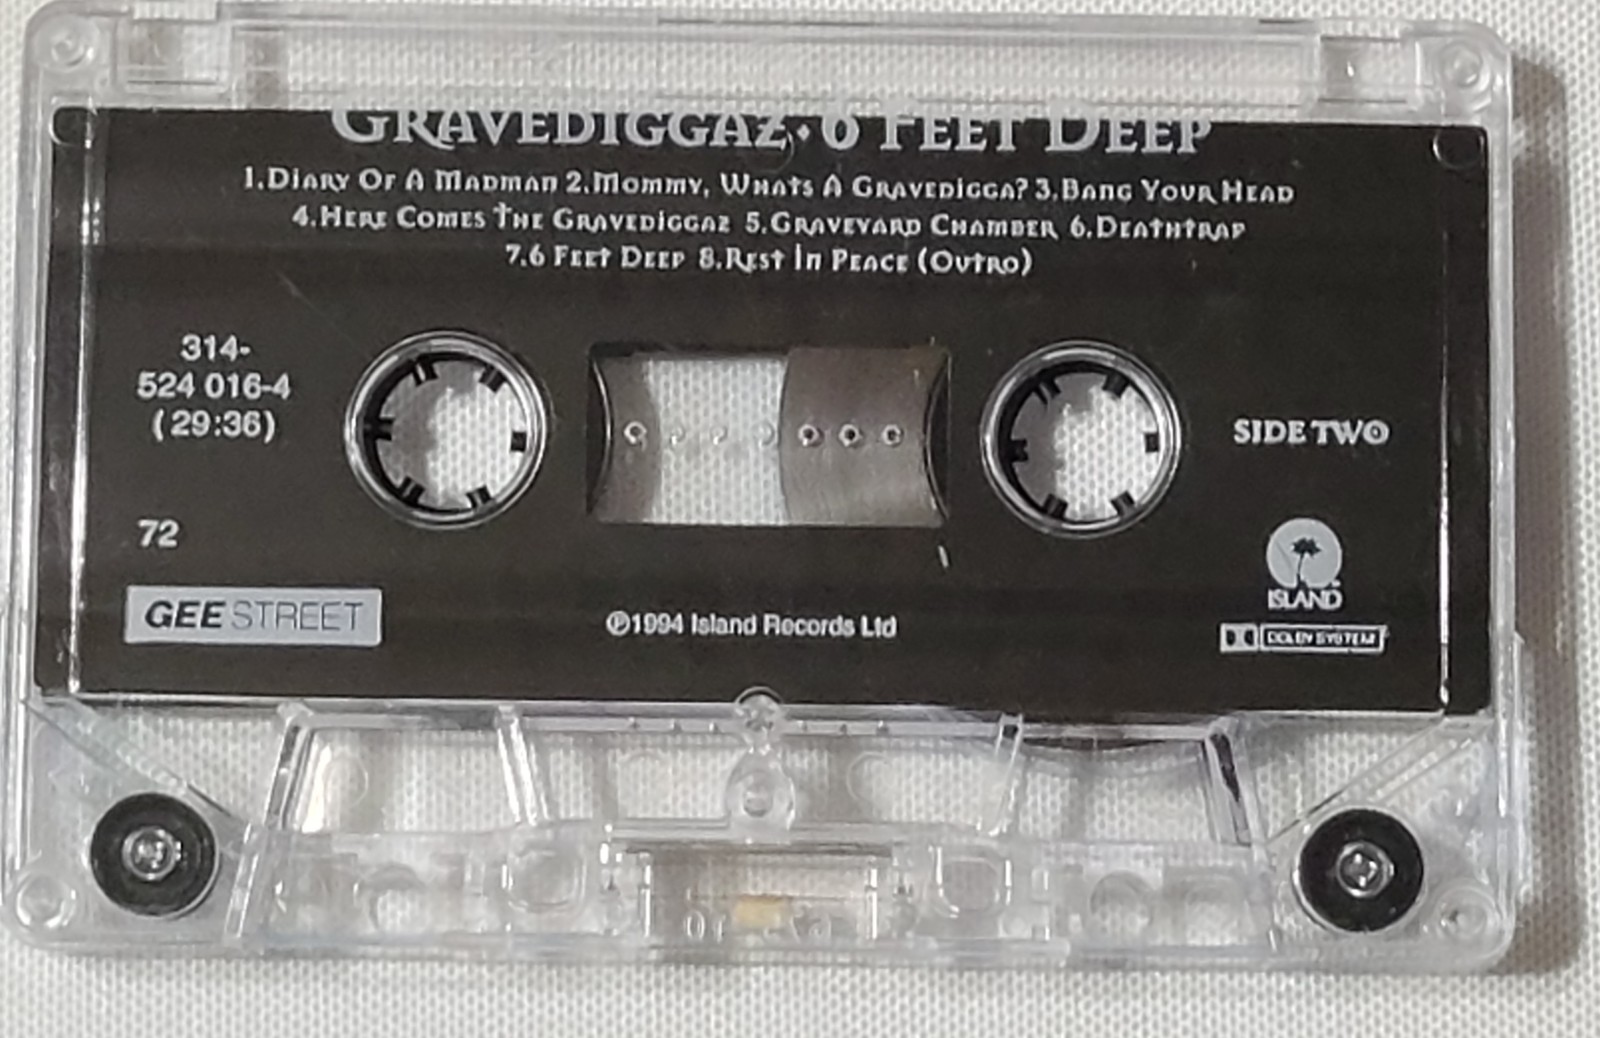 GRAVEDIGGAZ • 6 FEET DEEP
1.DIARY OF A MADMAN 2.MOMMY, WHATS A GRAVEDIGGA? 3.BANG YOUR HEAD
4.HERE COMES THE GRAVEDIGGAZ 5.GRAVEYARD CHAMBER 6.DEATHTRAP
7.6 FEET DEEP 8.REST IN PEACE (OUTRO)
314-
524 016-4
(29:36)
SIDE TWO
72
GEE STREET
ISLAND
℗1994 Island Records Ltd
DOLBY SYSTEM